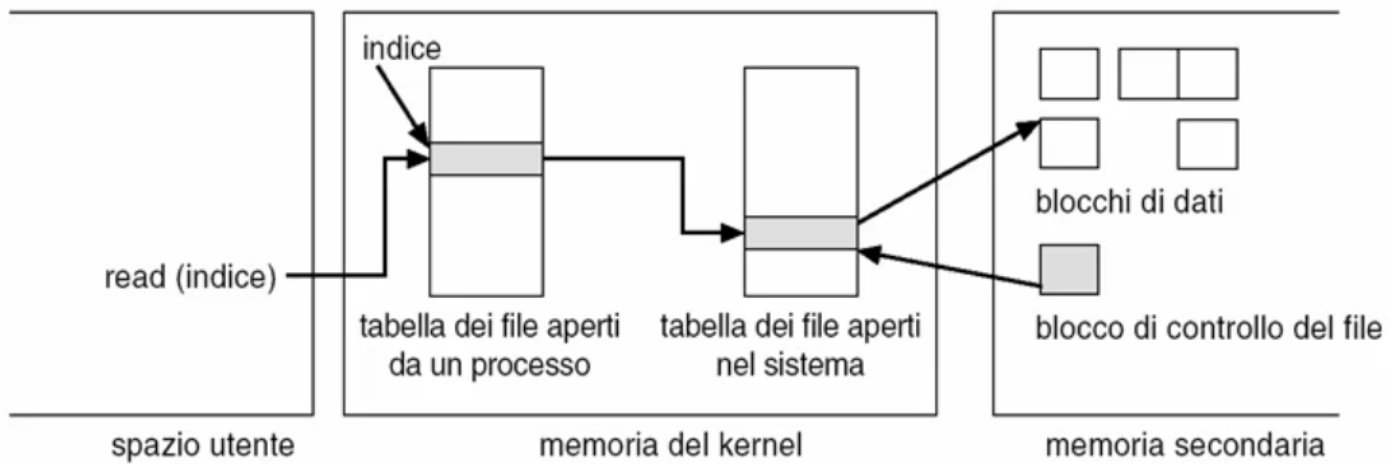 indice
read (indice)
tabella dei file aperti
da un processo
tabella dei file aperti
nel sistema
blocchi di dati
blocco di controllo del file
spazio utente
memoria del kernel
memoria secondaria